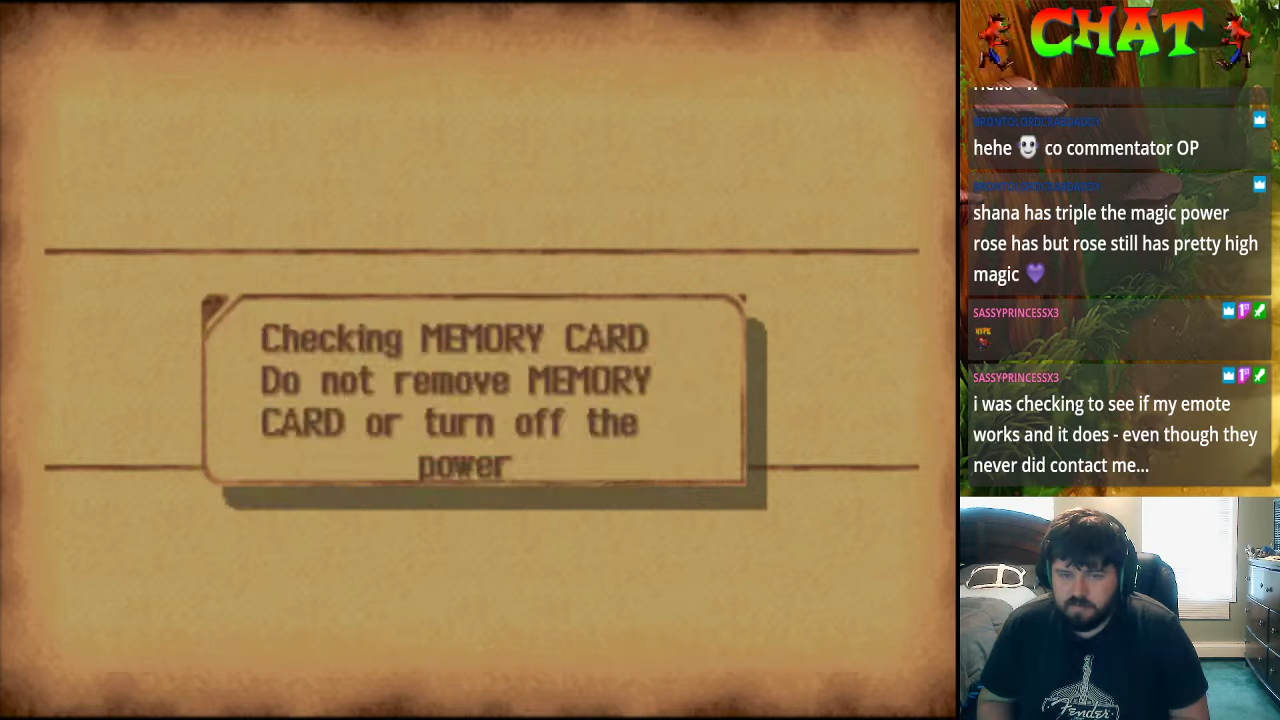 CHAT
hehe co commentator OP
shana has triple the magic power
rose has but rose still has pretty high
magic
SASSYPRINCESSX3
HYPE
SASSYPRINCESSX3
i was checking to see if my emote
works and it does - even though they
never did contact me...
Checking MEMORY CARD
Do not remove MEMORY
CARD or turn off the
power
Fender